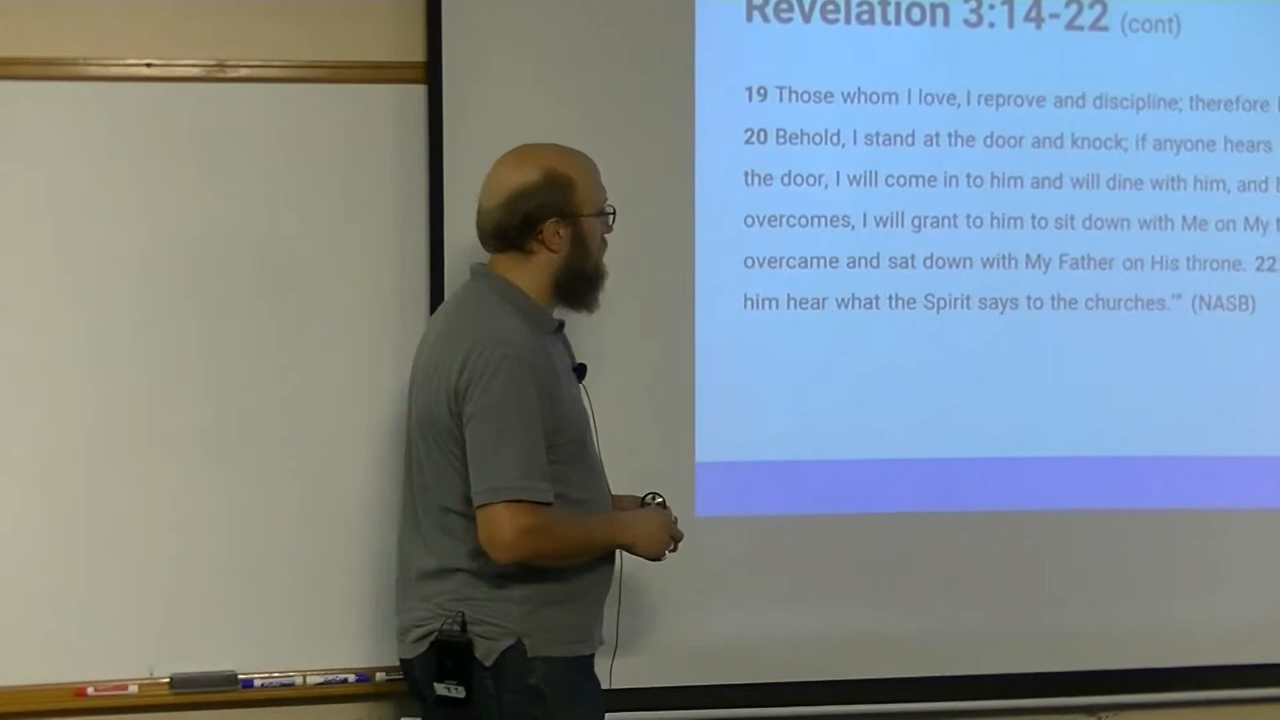 Revelation 3:14-22 (cont)
19 Those whom I love, I reprove and discipline; therefore
20 Behold, I stand at the door and knock; if anyone hears
the door, I will come in to him and will dine with him, and
overcomes, I will grant to him to sit down with Me on My
overcame and sat down with My Father on His throne. 22
him hear what the Spirit says to the churches.'" (NASB)